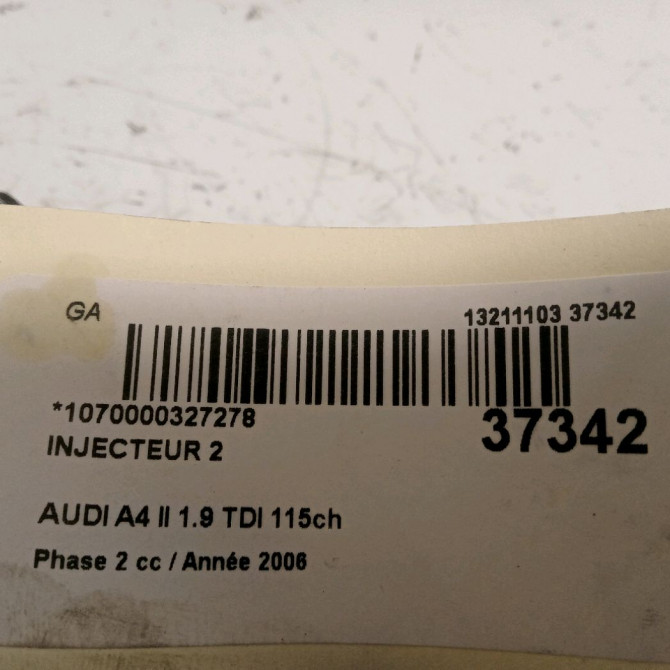 GA
13211103 37342
*1070000327278
37342
INJECTEUR 2
AUDI A4 II 1.9 TDI 115ch
Phase 2 cc / Année 2006